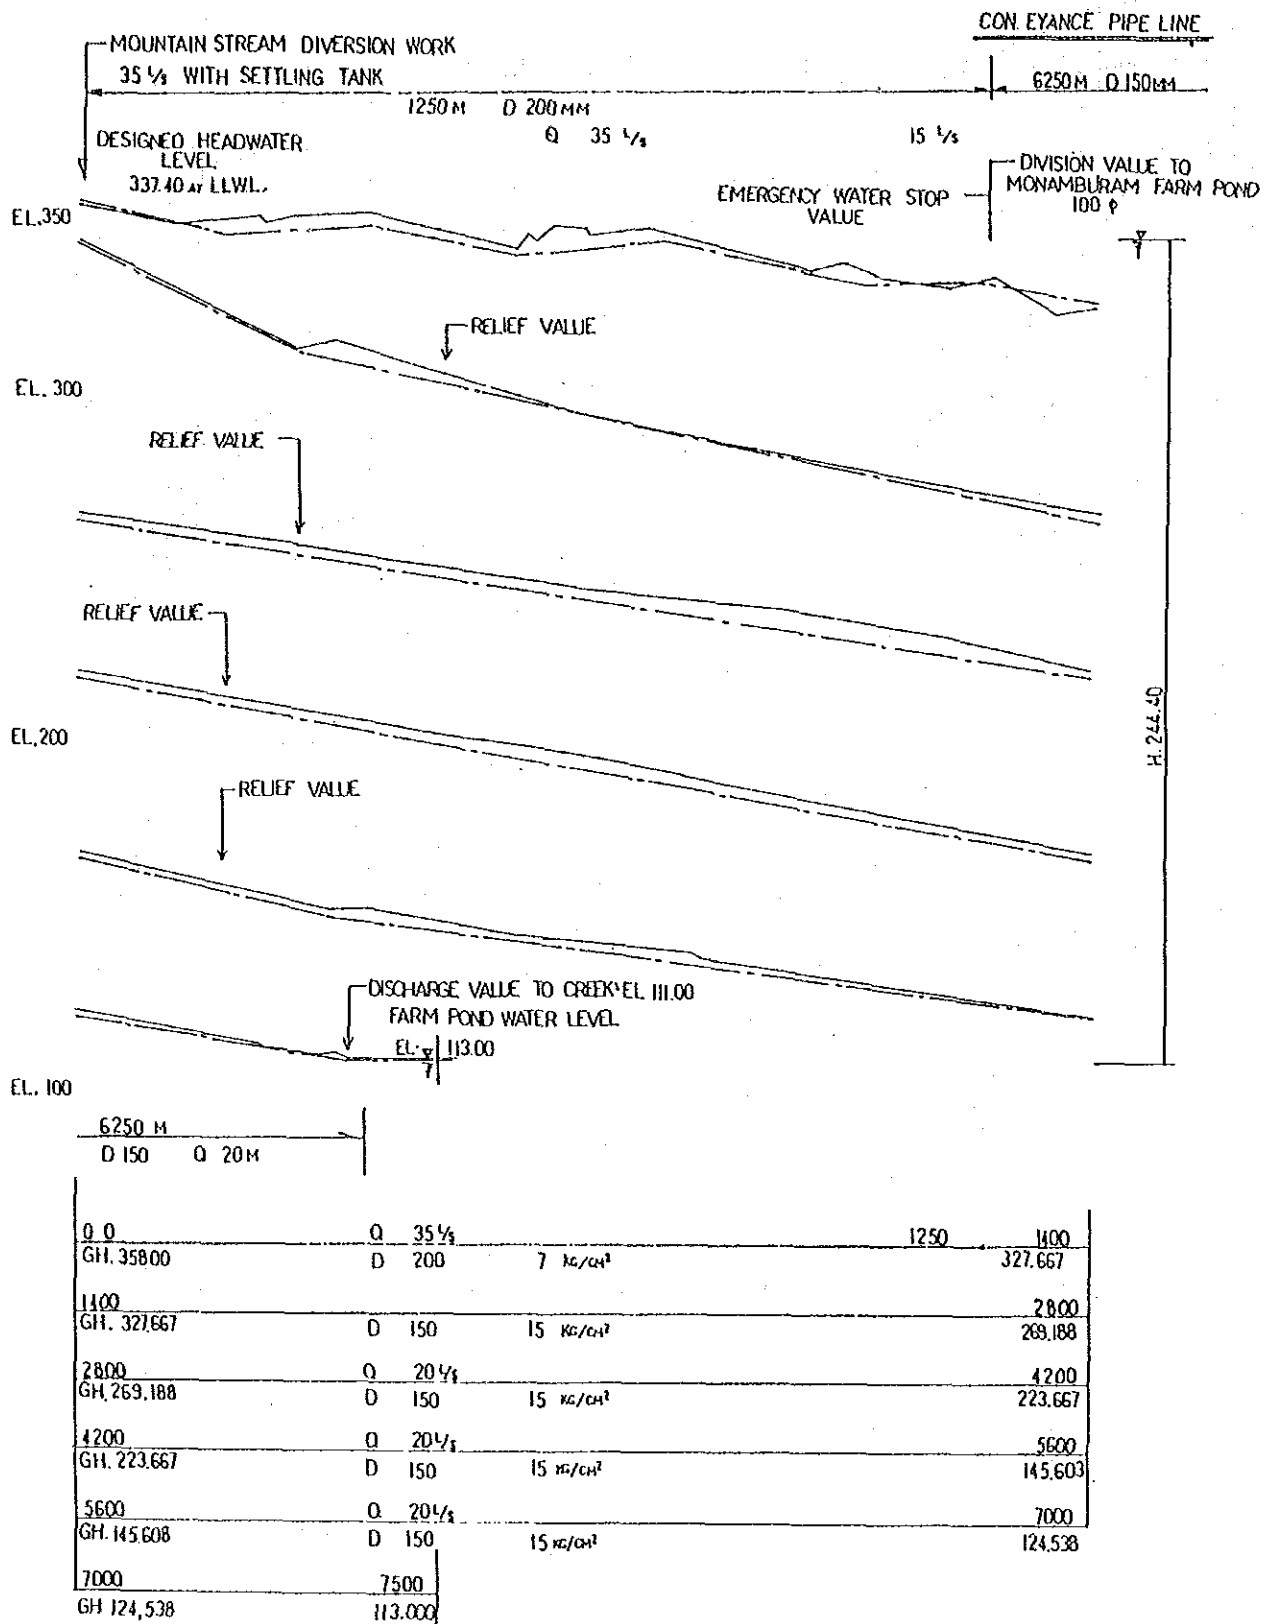 CON EYANCE PIPE LINE
MOUNTAIN STREAM DIVERSION WORK
35 L/S WITH SETTLING TANK
1250 M D 200 MM
6250M D 150MM
Q 35 L/S
15 L/S
DESIGNED HEADWATER
LEVEL
337.40 AT LLWL.
EMERGENCY WATER STOP
VALUE
DIVISION VALUE TO
MONAMBURAM FARM POND
100 φ
EL. 350
RELIEF VALUE
EL. 300
RELIEF VALUE
RELIEF VALUE
EL. 200
H. 244.40
RELIEF VALUE
DISCHARGE VALUE TO CREEK EL 111.00
FARM POND WATER LEVEL
EL. 113.00
EL. 100
6250 M
D 150 Q 20 M
0 0 Q 35 L/S 1250 1400
GH. 35800 D 200 7 KG/CM² 327.667
1400 2800
GH. 327.667 D 150 15 KG/CM² 269.188
2800 Q 20 L/S 4200
GH. 269.188 D 150 15 KG/CM² 223.667
4200 Q 20 L/S 5600
GH. 223.667 D 150 15 KG/CM² 145.603
5600 Q 20 L/S 7000
GH. 145.608 D 150 15 KG/CM² 124.538
7000 7500
GH 124,538 113.000